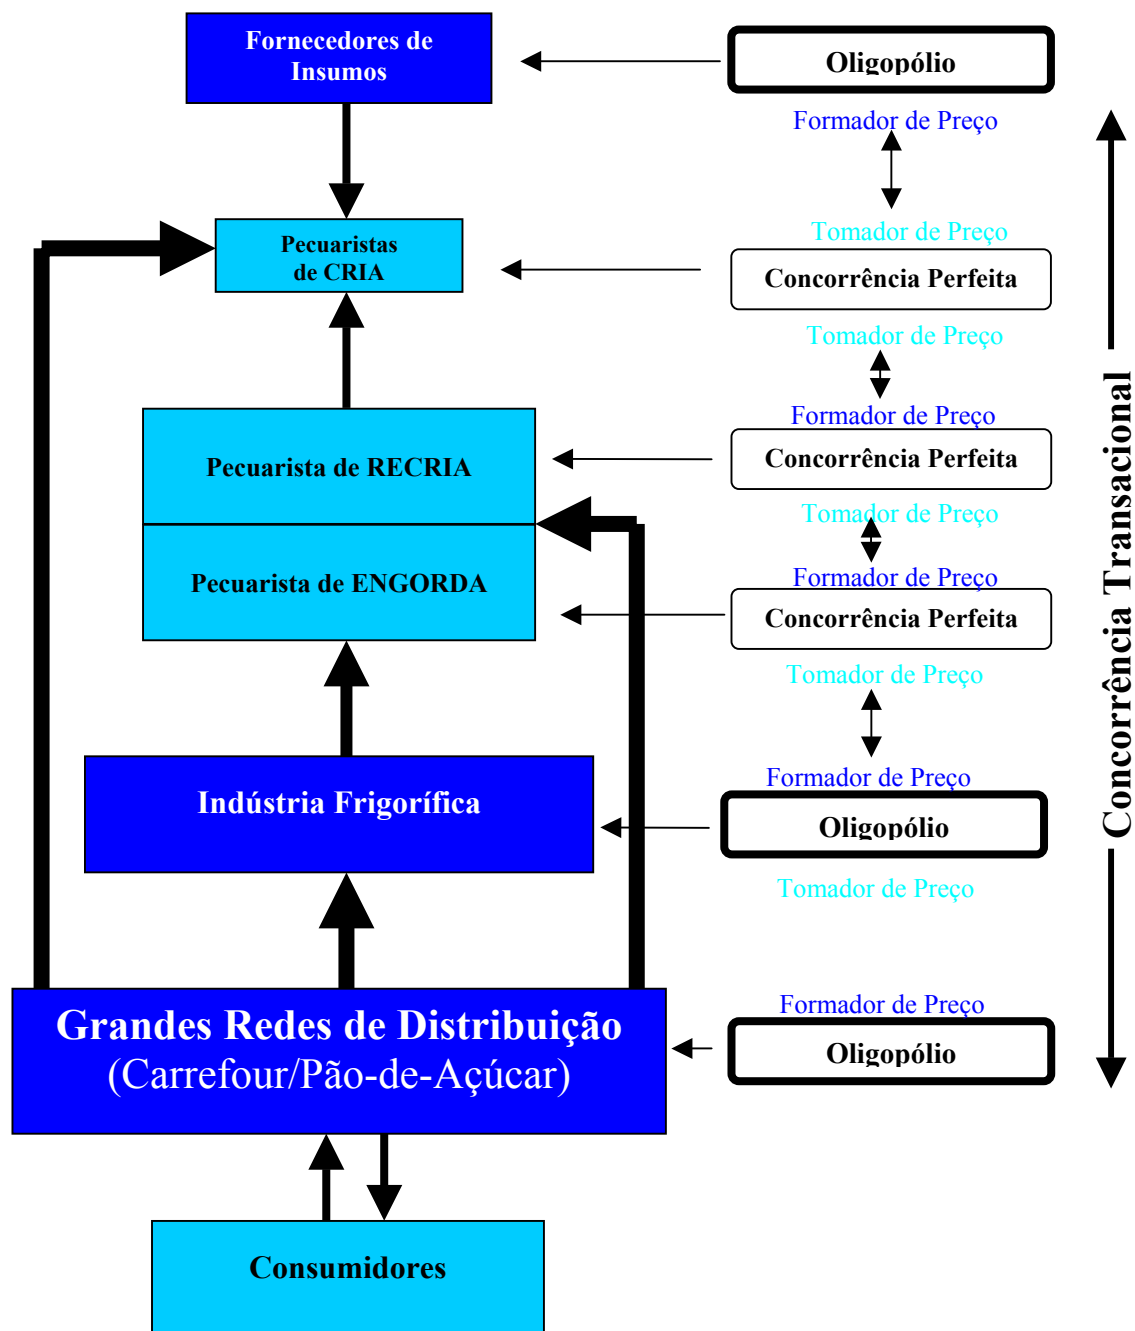 Fornecedores de
Insumos
Oligopólio
Formador de Preço
Tomador de Preço
Pecuaristas
de CRIA
Concorrência Perfeita
Tomador de Preço
Formador de Preço
Pecuarista de RECRIA
Concorrência Perfeita
Tomador de Preço
Formador de Preço
Pecuarista de ENGORDA
Concorrência Perfeita
Tomador de Preço
Formador de Preço
Indústria Frigorífica
Oligopólio
Tomador de Preço
Formador de Preço
Grandes Redes de Distribuição
(Carrefour/Pão-de-Açúcar)
Oligopólio
Consumidores
Concorrência Transacional